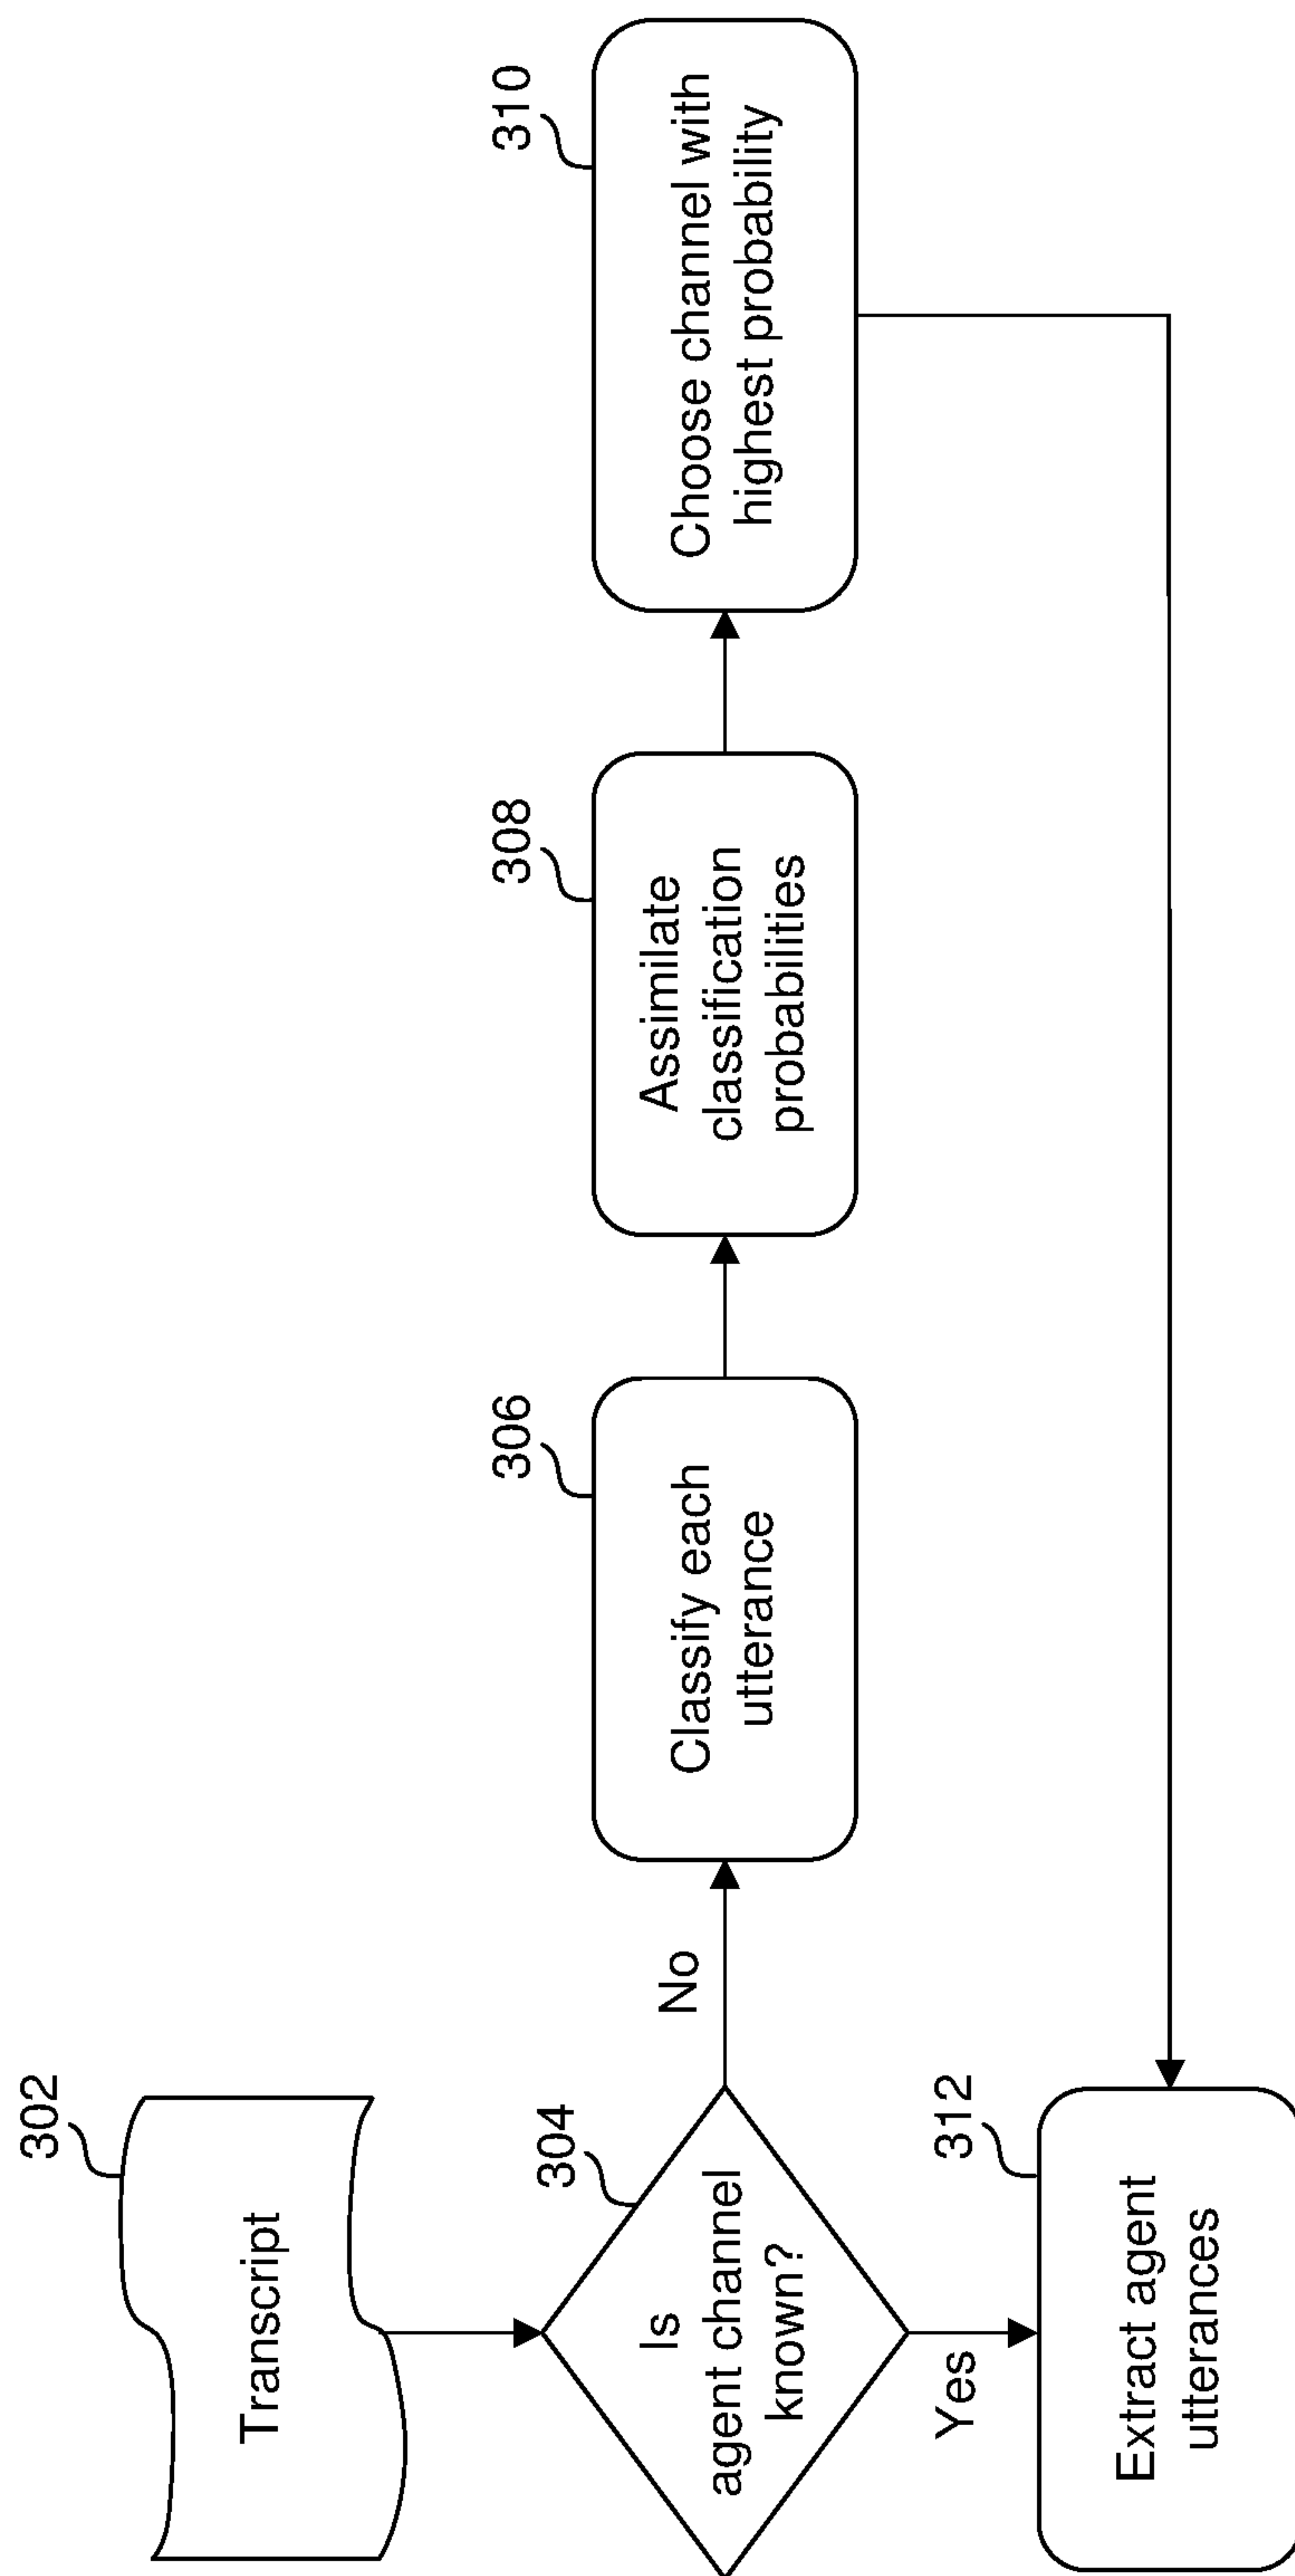 302
Transcript
304
Is
agent channel
known?
No
306
Classify each
utterance
308
Assimilate
classification
probabilities
310
Choose channel with
highest probability
Yes
312
Extract agent
utterances